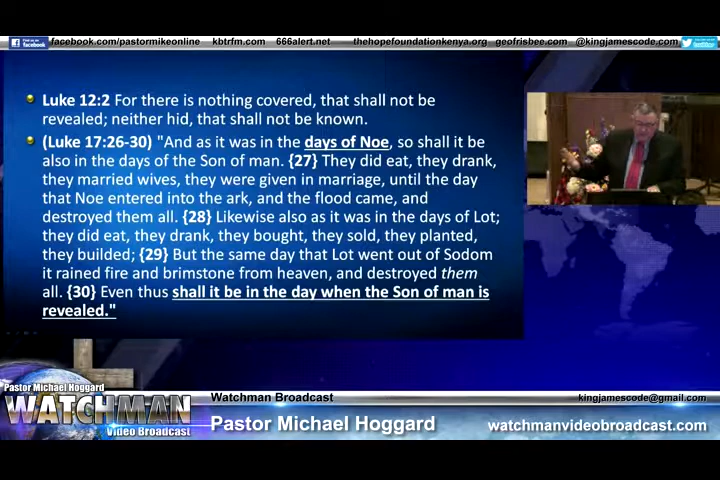 Find us on facebook
facebook.com/pastormikeonline kbtrfm.com 666alert.net thehopefoundationkenya.org geofrisbee.com @kingjamescode.com twitter
Luke 12:2 For there is nothing covered, that shall not be
revealed; neither hid, that shall not be known.
(Luke 17:26-30) "And as it was in the days of Noe, so shall it be
also in the days of the Son of man. {27} They did eat, they drank,
they married wives, they were given in marriage, until the day
that Noe entered into the ark, and the flood came, and
destroyed them all. {28} Likewise also as it was in the days of Lot;
they did eat, they drank, they bought, they sold, they planted,
they builded; {29} But the same day that Lot went out of Sodom
it rained fire and brimstone from heaven, and destroyed them
all. {30} Even thus shall it be in the day when the Son of man is
revealed."
Pastor Michael Hoggard
WATCHMAN
Video Broadcast
Watchman Broadcast
kingjamescode@gmail.com
Pastor Michael Hoggard
watchmanvideobroadcast.com